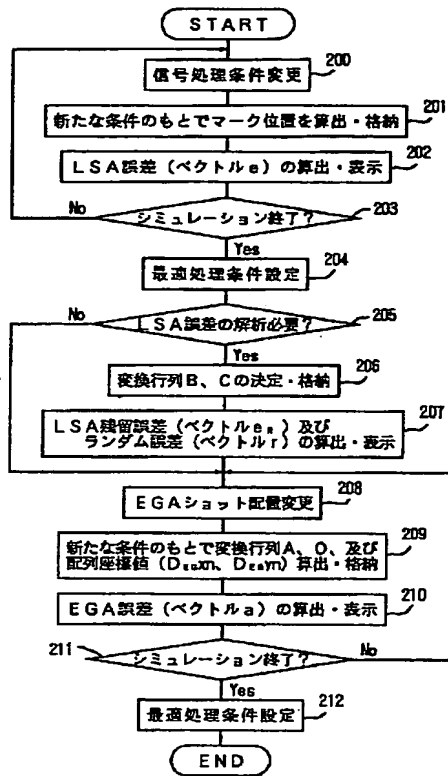 START
信号処理条件変更
200
新たな条件のもとでマーク位置を算出・格納
201
LSA誤差(ベクトルe)の算出・表示
202
No
シミュレーション終了?
203
Yes
最適処理条件設定
204
No
LSA誤差の解析必要?
205
Yes
変換行列B、Cの決定・格納
206
LSA残留誤差(ベクトル
)及び
207
ランダム誤差(ベクトルr)の算出・表示
EGAショット配置変更
208
新たな条件のもとで変換行列A、O、及び
209
配列座標値(
)算出・格納
EGA誤差(ベクトルa)の算出・表示
210
211
シミュレーション終了?
No
Yes
最適処理条件設定
212
END